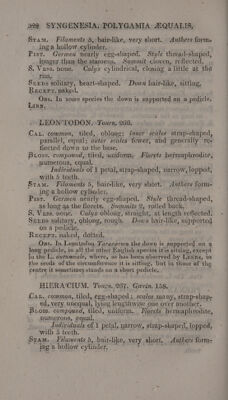 322 SYNGENESIA. POLYGAMIA ÆQUALIS.
STAM. Filaments 5, hair-like, very short. Anthers form-
ing a hollow cylinder.
PIST. Germen nearly egg-shaped. Style thread-shaped,
longer than the stamens. Summit cloven, reflected.
S. VESS. none. Calyx cylindrical, closing a little at the
rim.
SEEDS solitary, heart-shaped. Down hair-like, sitting.
RECEPT. naked.
OBS. In some species the down is supported on a pedicle.
LINN.
LEONTODON. Tourn. 266.
CAL. common, tiled, oblong: inner scales strap-shaped,
parallel, equal; outer scales fewer, and generally re-
flected down to the base.
BLOSS. compound, tiled, uniform. Florets hermaphrodite,
numerous, equal.
Individuals of 1 petal, strap-shaped, narrow, lopped,
with 5 teeth.
STAM. Filaments 5, hair-like, very short. Anthers form-
ing a hollow cylinder.
PIST. Germen nearly egg-shaped. Style thread-shaped,
as long as the florets. Summits 2, rolled back.
S. VESS. none. Calyx oblong, straight, at length reflected.
SEEDS solitary, oblong, rough. Down hair-like, supported
on a pedicle.
RECEPT. naked, dotted.
OBS. In Leontodon Taraxacum the down is supported on a
long pedicle, in all the other English species it is sitting, except
in the L. autumnale, where, as has been observed by LEERS, in
the seeds of the circumference it is sitting, but in those of the
centre it sometimes stands on a short pedicle.
HIERACIUM. Tourn. 267. Gærtn. 158.
CAL. common, tiled, egg-shaped; scales many, strap-shap-
ed, very unequal, lying lengthwise one over another.
BLOSS. compound, tiled, uniform. Florets hermaphrodite,
numerous, equal.
Individuals of 1 petal, narrow, strap-shaped, lopped,
with 5 teeth.
STAM. Filaments 5, hair-like, very short. Anthers form-
ing a hollow cylinder.